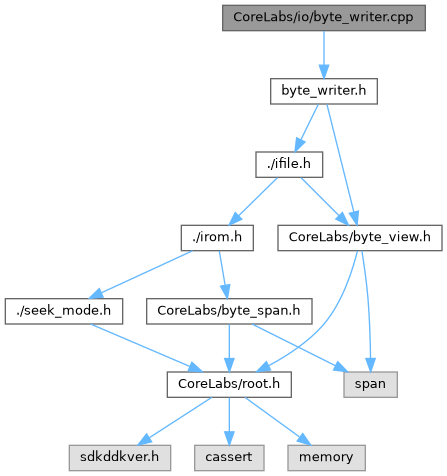 CoreLabs/io/byte_writer.cpp
byte_writer.h
./ifile.h
./irom.h
CoreLabs/byte_view.h
./seek_mode.h
CoreLabs/byte_span.h
CoreLabs/root.h
span
sdkddkver.h
cassert
memory